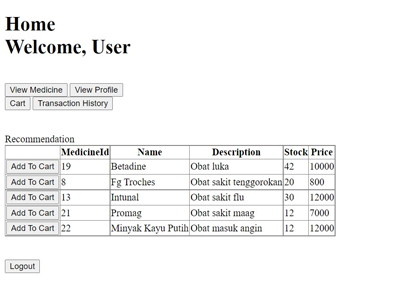 Home
Welcome, User
View Medicine View Profile
Cart Transaction History
Recommendation
MedicineId Name Description Stock Price
Add To Cart 19 Betadine Obat luka 42 10000
Add To Cart 8 Fg Troches Obat sakit tenggorokan 20 800
Add To Cart 13 Intunal Obat sakit flu 30 12000
Add To Cart 21 Promag Obat sakit maag 12 7000
Add To Cart 22 Minyak Kayu Putih Obat masuk angin 12 12000
Logout